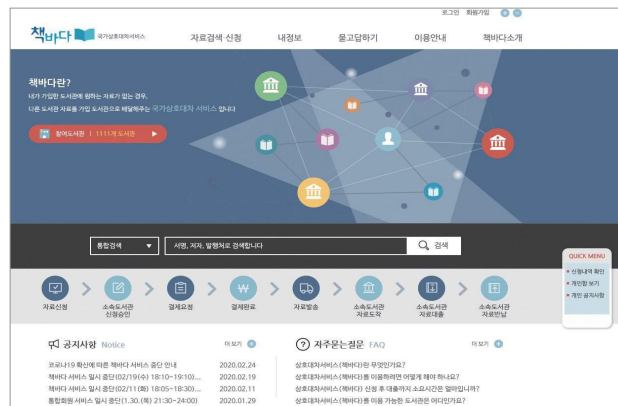 로그인 회원가입
책바다 국가상호대차서비스
자료검색·신청 내정보 묻고답하기 이용안내 책바다소개
책바다란?
내가 가입한 도서관에 원하는 자료가 없는 경우,
다른 도서관 자료를 가입 도서관으로 배달해주는 국가상호대차 서비스 입니다
참여도서관 | 1111개 도서관
통합검색 서명, 저자, 발행처로 검색합니다 검색
QUICK MENU
신청내역 확인
개인함 보기
개인 공지사항
자료신청 소속도서관 신청승인 결제요청 결제완료 자료발송 소속도서관 자료도착 소속도서관 자료대출 소속도서관 자료반납
공지사항 Notice 더 보기
코로나19 확산에 따른 책바다 서비스 중단 안내 2020.02.24
책바다 서비스 일시 중단(02/19(수) 18:10~19:10)... 2020.02.19
책바다 서비스 일시 중단(02/11(화) 18:05~18:30)... 2020.02.11
통합회원 서비스 일시 중단(1.30.(목) 21:30~24:00) 2020.01.29
자주묻는질문 FAQ 더 보기
상호대차서비스(책바다)란 무엇인가요?
상호대차서비스(책바다)를 이용하려면 어떻게 해야 하나요?
상호대차서비스(책바다) 신청 후 대출까지 소요시간은 얼마입니까?
상호대차서비스(책바다)를 이용 가능한 도서관은 어디인가요?